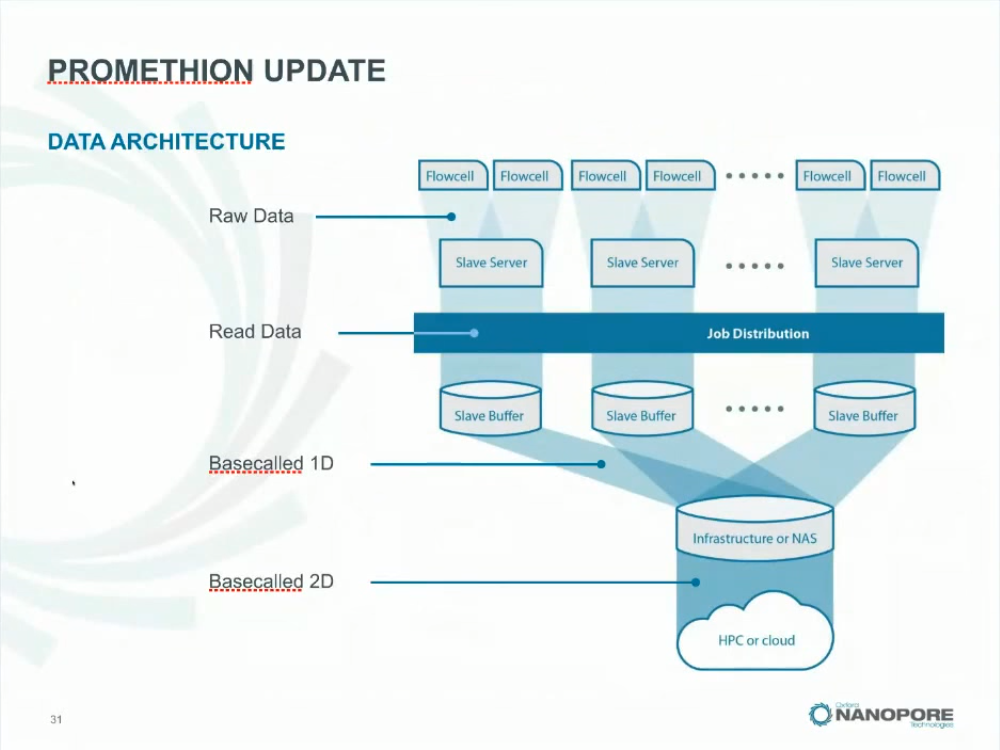 PROMETHION UPDATE
DATA ARCHITECTURE
Flowcell Flowcell Flowcell Flowcell Flowcell Flowcell
Raw Data
Slave Server Slave Server Slave Server
Read Data
Job Distribution
Slave Buffer Slave Buffer Slave Buffer
Basecalled 1D
Infrastructure or NAS
Basecalled 2D
HPC or cloud
31
Oxford
NANOPORE
Technologies